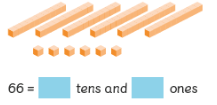 66 = tens and ones